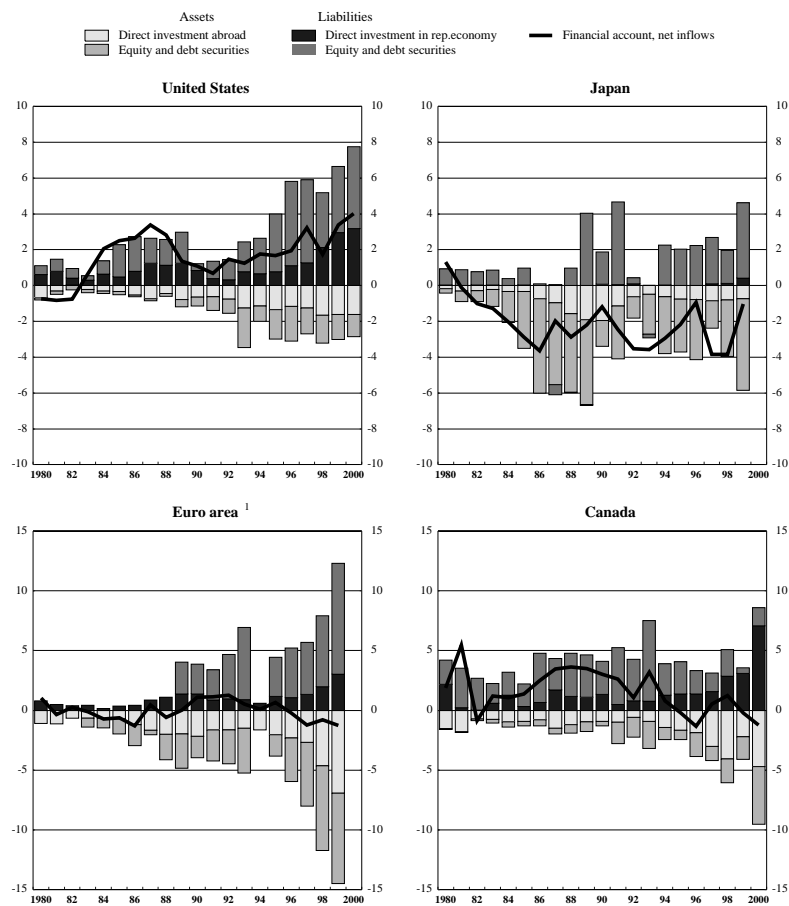 Assets Liabilities
Direct investment abroad Direct investment in rep.economy Financial account, net inflows
Equity and debt securities Equity and debt securities
United States Japan
10 10 10 10
8 8 8 8
6 6 6 6
4 4 4 4
2 2 2 2
0 0 0 0
-2 -2 -2 -2
-4 -4 -4 -4
-6 -6 -6 -6
-8 -8 -8 -8
-10 -10 -10 -10
1980 82 84 86 88 90 92 94 96 98 2000 1980 82 84 86 88 90 92 94 96 98 2000
Euro area 1 Canada
15 15 15 15
10 10 10 10
5 5 5 5
0 0 0 0
-5 -5 -5 -5
-10 -10 -10 -10
-15 -15 -15 -15
1980 82 84 86 88 90 92 94 96 98 2000 1980 82 84 86 88 90 92 94 96 98 2000